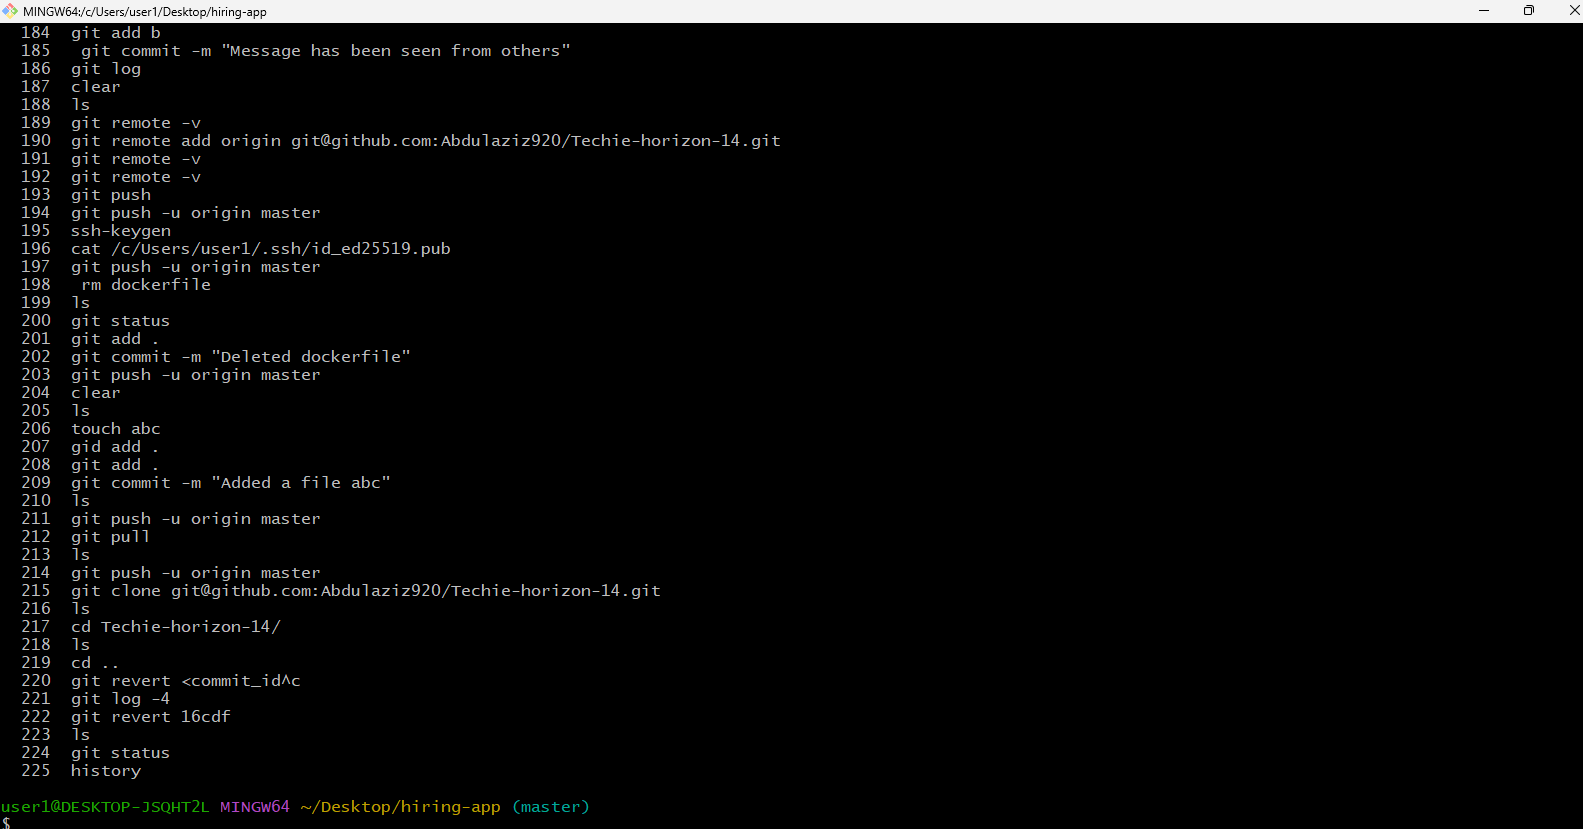 MINGW64:/c/Users/user1/Desktop/hiring-app
184 git add b
185  git commit -m "Message has been seen from others"
186 git log
187 clear
188 ls
189 git remote -v
190 git remote add origin git@github.com:Abdulaziz920/Techie-horizon-14.git
191 git remote -v
192 git remote -v
193 git push
194 git push -u origin master
195 ssh-keygen
196 cat /c/Users/user1/.ssh/id_ed25519.pub
197 git push -u origin master
198  rm dockerfile
199 ls
200 git status
201 git add .
202 git commit -m "Deleted dockerfile"
203 git push -u origin master
204 clear
205 ls
206 touch abc
207 gid add .
208 git add .
209 git commit -m "Added a file abc"
210 ls
211 git push -u origin master
212 git pull
213 ls
214 git push -u origin master
215 git clone git@github.com:Abdulaziz920/Techie-horizon-14.git
216 ls
217 cd Techie-horizon-14/
218 ls
219 cd ..
220 git revert <commit_id^c
221 git log -4
222 git revert 16cdf
223 ls
224 git status
225 history
user1@DESKTOP-JSQHT2L MINGW64 ~/Desktop/hiring-app (master)
$